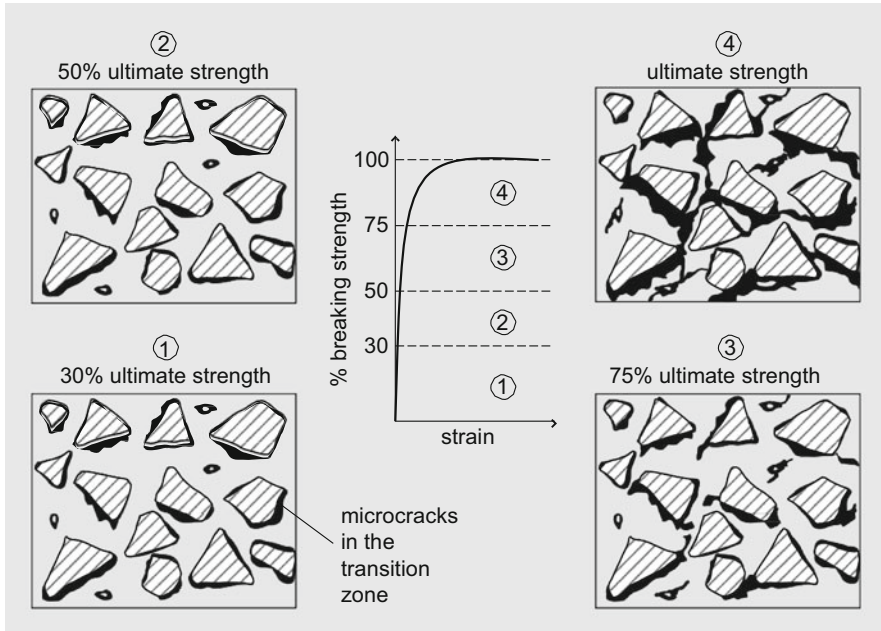 ②
50% ultimate strength
④
ultimate strength
100
75
50
30
% breaking strength
④
③
②
①
strain
①
30% ultimate strength
③
75% ultimate strength
microcracks
in the
transition
zone